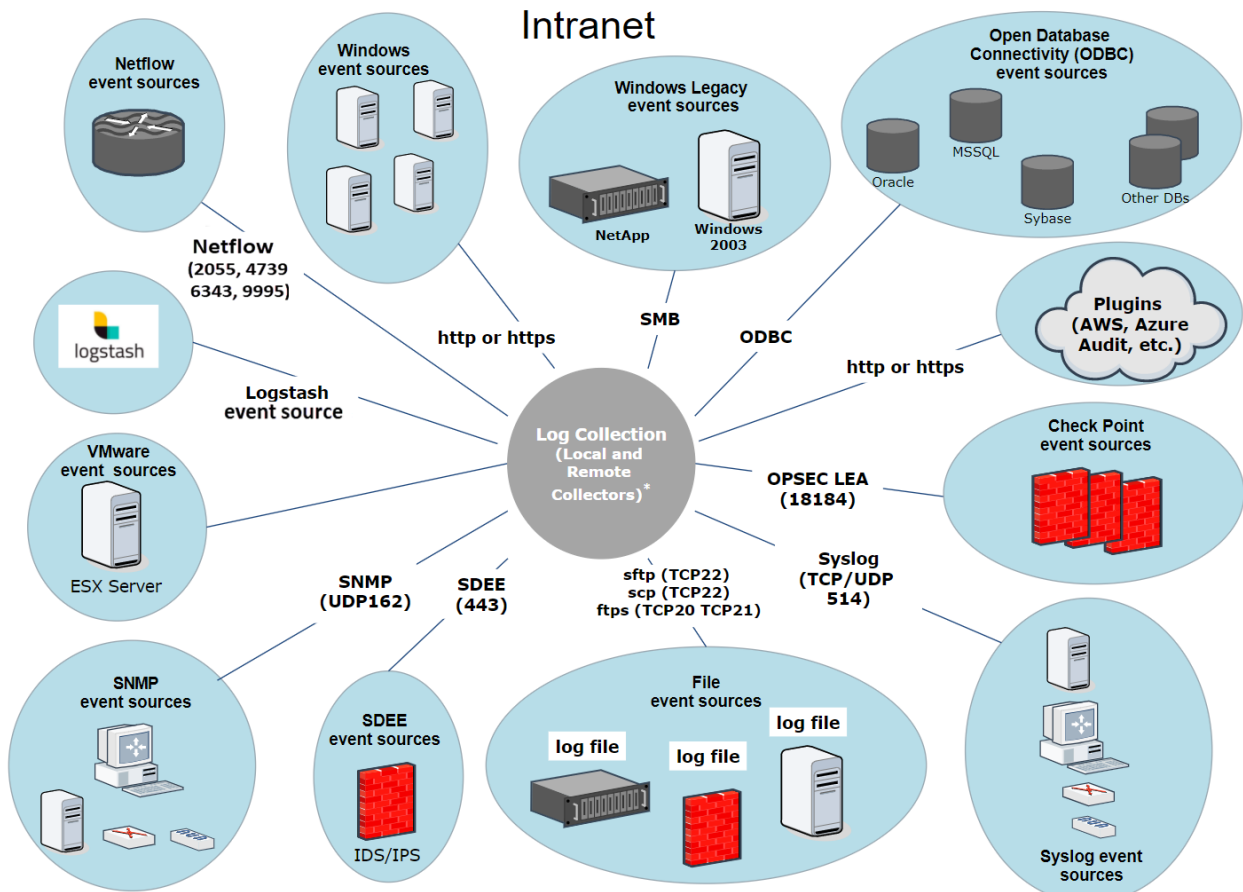 Intranet
Netflow
event sources
Windows
event sources
Windows Legacy
event sources
NetApp
Windows
2003
Open Database
Connectivity (ODBC)
event sources
Oracle
MSSQL
Sybase
Other DBs
Netflow
(2055, 4739
6343, 9995)
http or https
SMB
ODBC
http or https
Plugins
(AWS, Azure
Audit, etc.)
logstash
Logstash
event source
Log Collection
(Local and
Remote
Collectors)*
VMware
event sources
ESX Server
OPSEC LEA
(18184)
Check Point
event sources
SNMP
(UDP162)
SDEE
(443)
sftp (TCP22)
scp (TCP22)
ftps (TCP20 TCP21)
Syslog
(TCP/UDP
514)
SNMP
event sources
SDEE
event sources
IDS/IPS
File
event sources
log file
log file
log file
Syslog event
sources